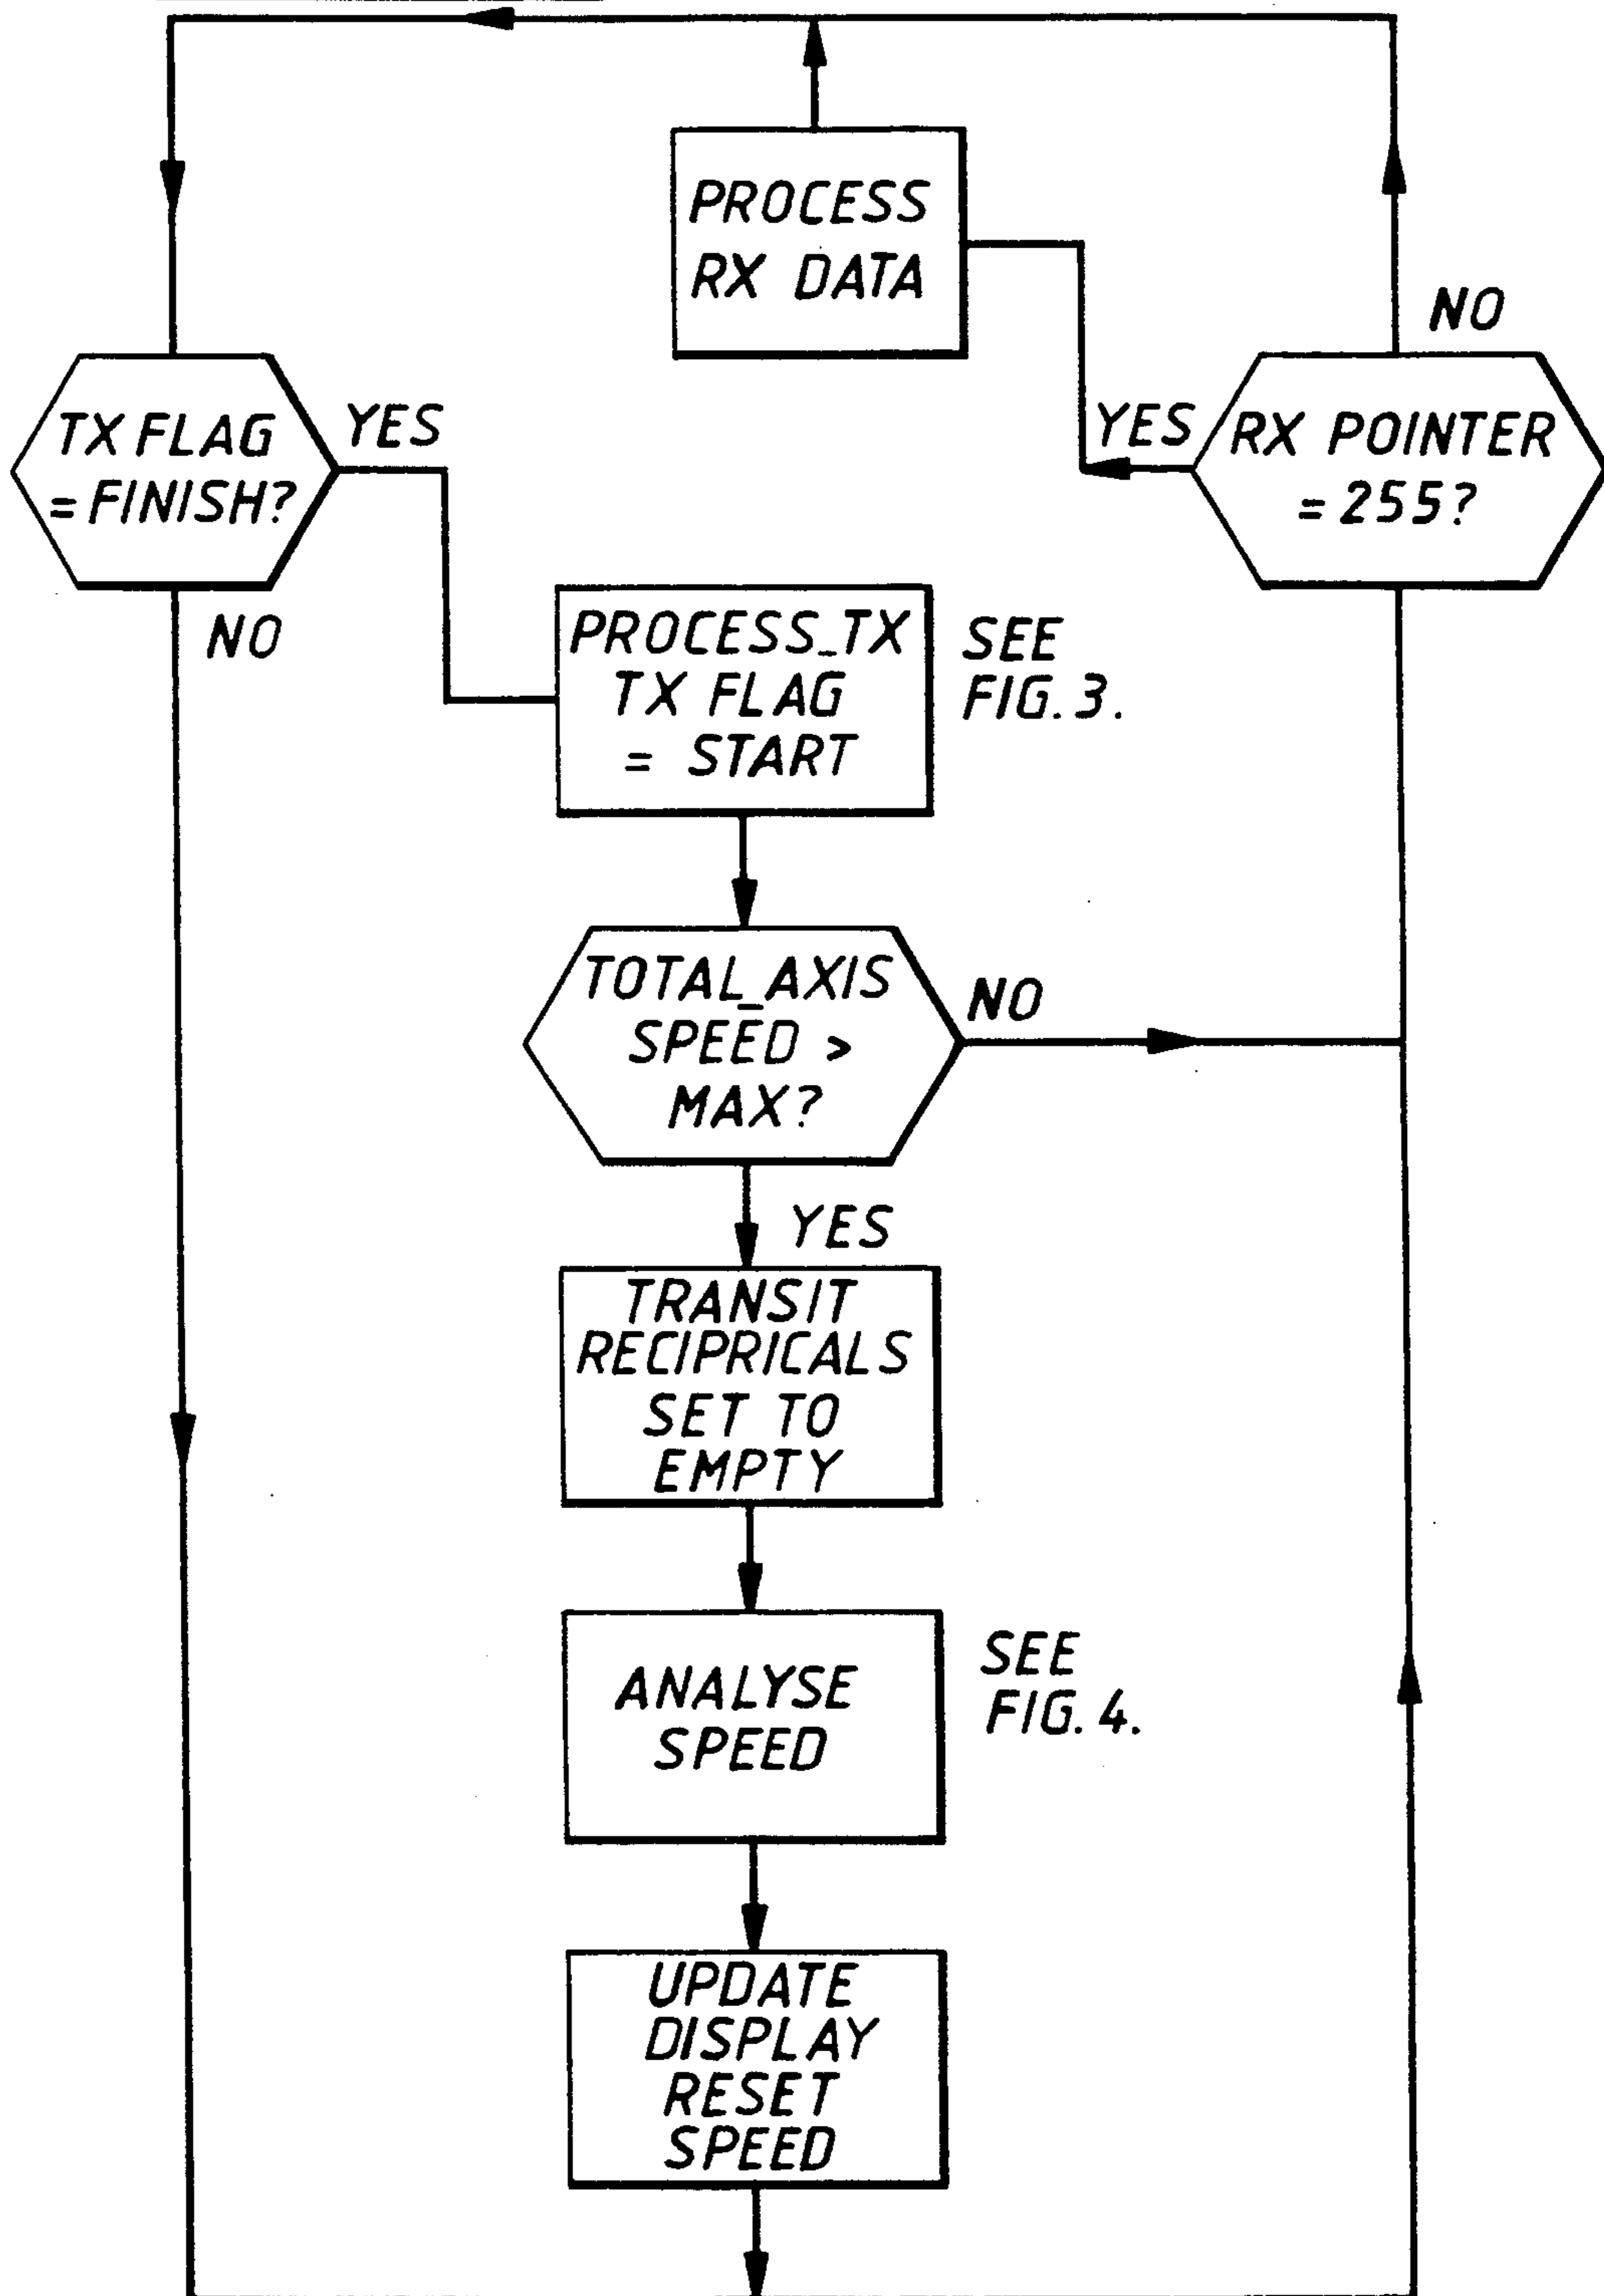 PROCESS
RX DATA
NO
TX FLAG
= FINISH?
YES
YES
RX POINTER
= 255?
NO
PROCESS_TX
TX FLAG
= START
SEE
FIG. 3.
TOTAL_AXIS
SPEED >
MAX?
NO
YES
TRANSIT
RECIPRICALS
SET TO
EMPTY
ANALYSE
SPEED
SEE
FIG. 4.
UPDATE
DISPLAY
RESET
SPEED